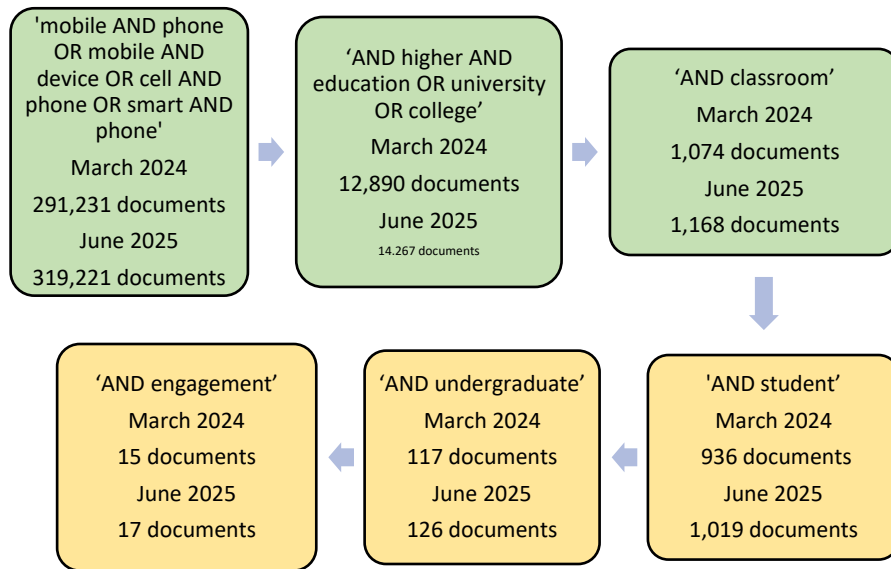 'mobile AND phone
OR mobile AND
device OR cell AND
phone OR smart AND
phone'
March 2024
291,231 documents
June 2025
319,221 documents
‘AND higher AND
education OR university
OR college’
March 2024
12,890 documents
June 2025
14.267 documents
‘AND classroom’
March 2024
1,074 documents
June 2025
1,168 documents
'AND student’
March 2024
936 documents
June 2025
1,019 documents
‘AND undergraduate’
March 2024
117 documents
June 2025
126 documents
‘AND engagement’
March 2024
15 documents
June 2025
17 documents